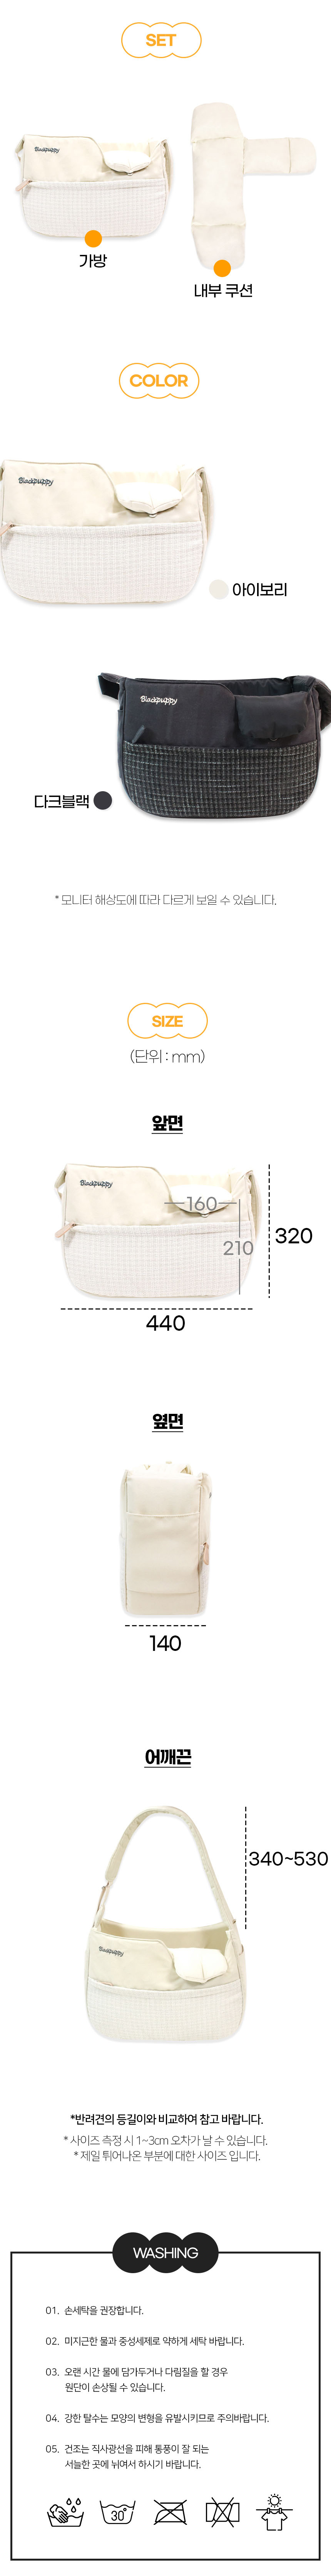 SET
Blackpuppy
가방
내부 쿠션
COLOR
Blackpuppy
아이보리
Blackpuppy
다크블랙
* 모니터 해상도에 따라 다르게 보일 수 있습니다.
SIZE
(단위 : mm)
앞면
Blackpuppy
160
210
320
440
옆면
140
어깨끈
340~530
Blackpuppy
*반려견의 등길이와 비교하여 참고 바랍니다.
* 사이즈 측정 시 1~3cm 오차가 날 수 있습니다.
* 제일 튀어나온 부분에 대한 사이즈 입니다.
WASHING
01. 손세탁을 권장합니다.
02. 미지근한 물과 중성세제로 약하게 세탁 바랍니다.
03. 오랜 시간 물에 담가두거나 다림질을 할 경우
원단이 손상될 수 있습니다.
04. 강한 탈수는 모양의 변형을 유발시키므로 주의바랍니다.
05. 건조는 직사광선을 피해 통풍이 잘 되는
서늘한 곳에 뉘여서 하시기 바랍니다.
30°